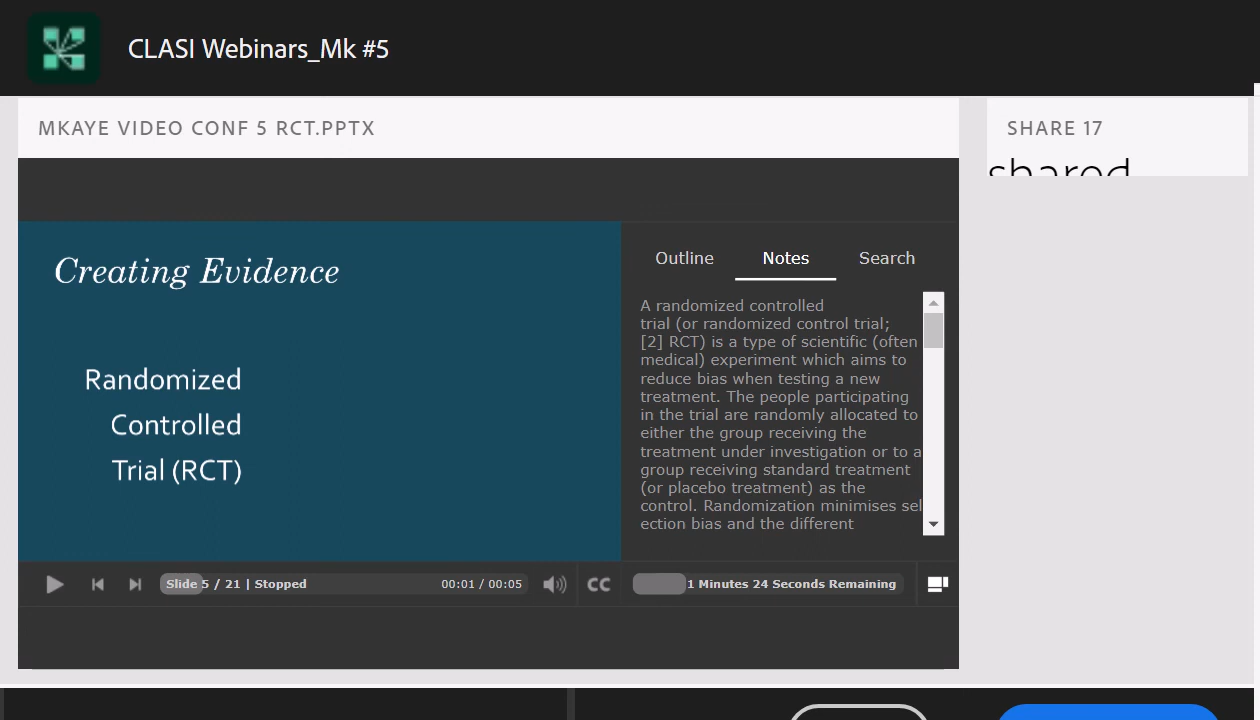 CLASI Webinars_Mk #5
MKAYE VIDEO CONF 5 RCT.PPTX
SHARE 17
shared
Creating Evidence
Randomized
Controlled
Trial (RCT)
Outline Notes Search
A randomized controlled
trial (or randomized control trial;
[2] RCT) is a type of scientific (often
medical) experiment which aims to
reduce bias when testing a new
treatment. The people participating
in the trial are randomly allocated to
either the group receiving the
treatment under investigation or to a
group receiving standard treatment
(or placebo treatment) as the
control. Randomization minimises sel
ection bias and the different
Slide 5 / 21 | Stopped 00:01 / 00:05
CC
1 Minutes 24 Seconds Remaining